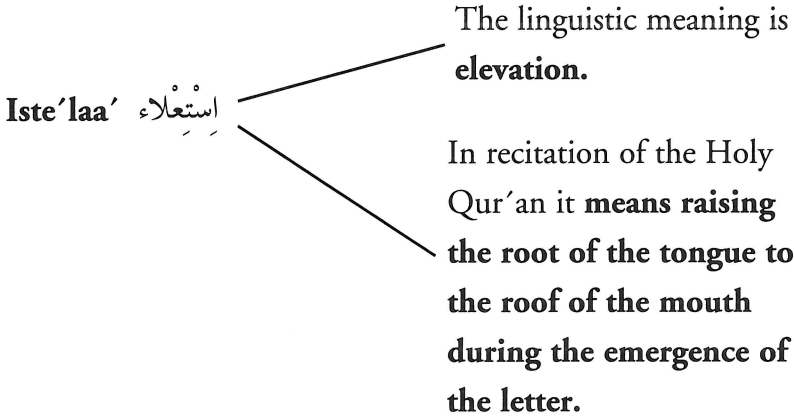 The linguistic meaning is
elevation.
Iste´laa´ اِسْتِعْلاء
In recitation of the Holy
Qur´an it means raising
the root of the tongue to
the roof of the mouth
during the emergence of
the letter.